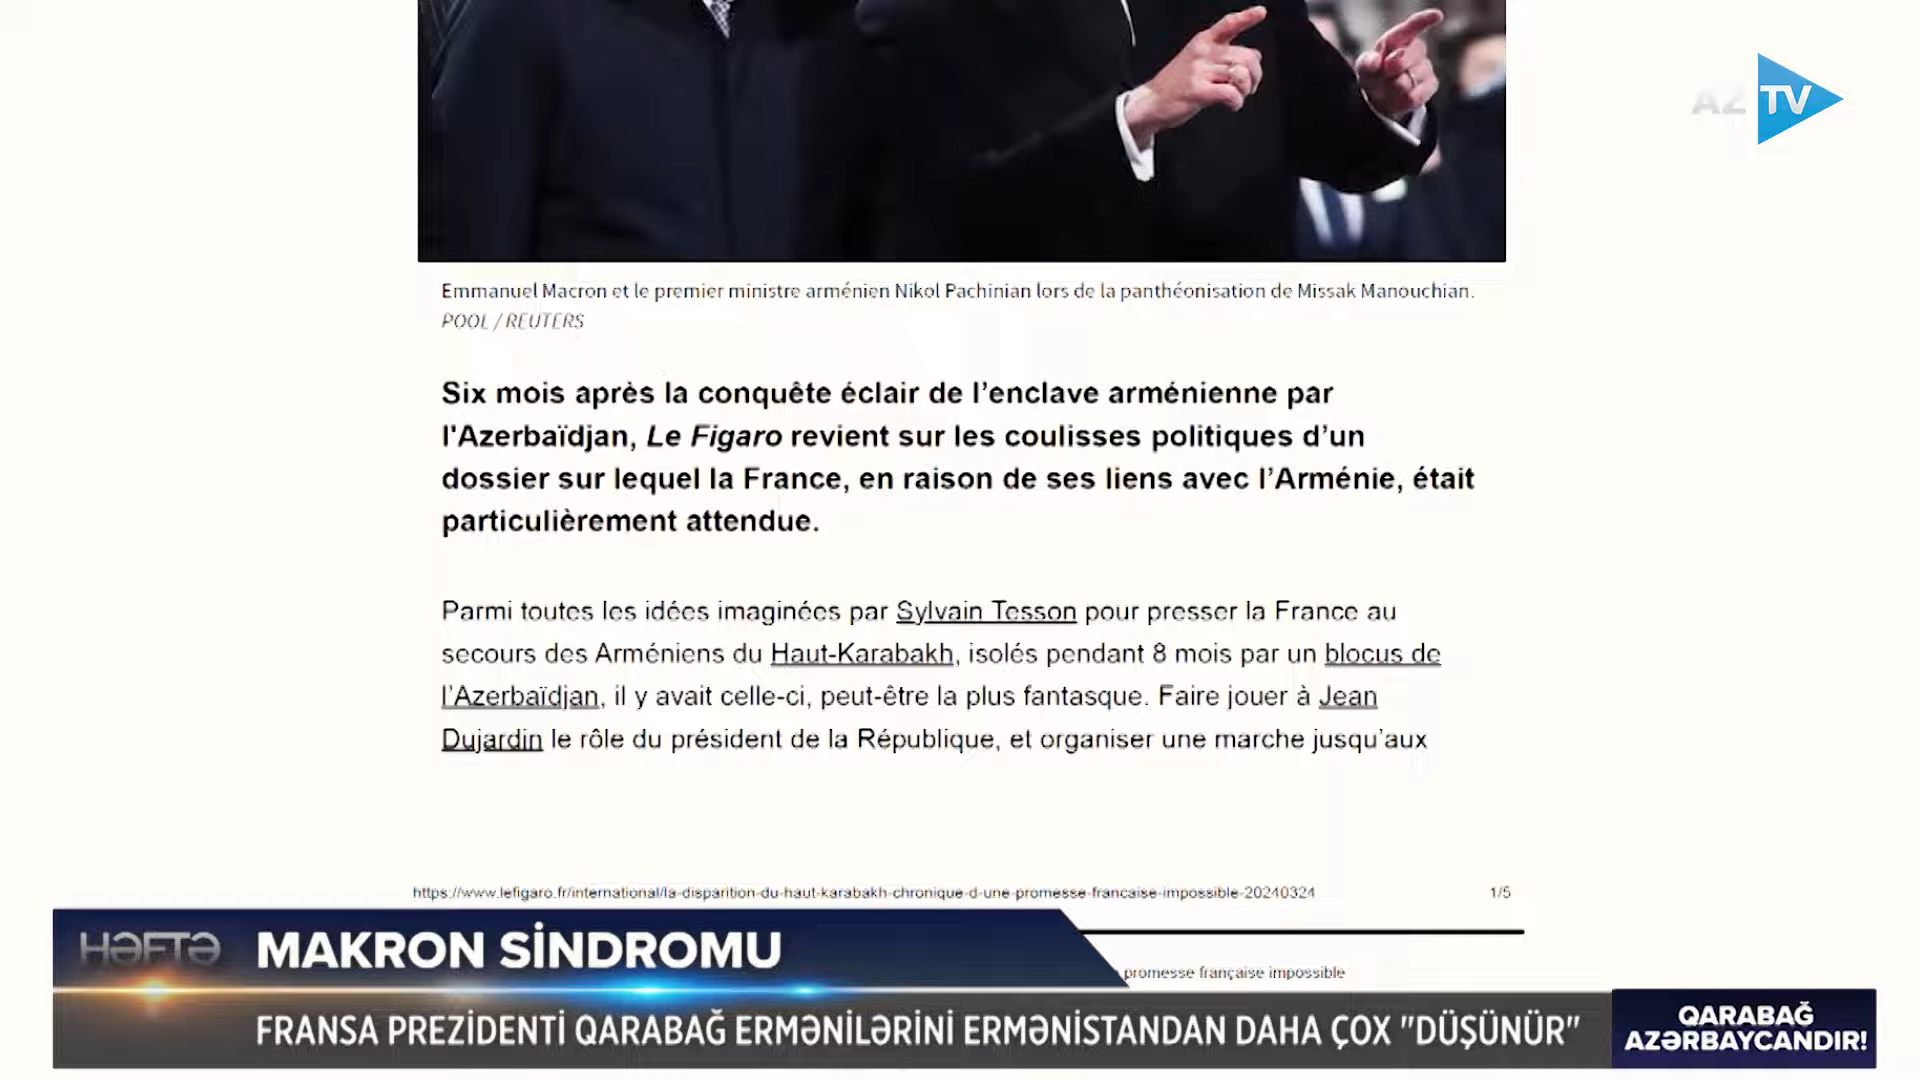 AZ TV
Emmanuel Macron et le premier ministre arménien Nikol Pachinian lors de la panthéonisation de Missak Manouchian.
POOL / REUTERS
Six mois après la conquête éclair de l’enclave arménienne par
l'Azerbaïdjan, Le Figaro revient sur les coulisses politiques d’un
dossier sur lequel la France, en raison de ses liens avec l’Arménie, était
particulièrement attendue.
Parmi toutes les idées imaginées par Sylvain Tesson pour presser la France au
secours des Arméniens du Haut-Karabakh, isolés pendant 8 mois par un blocus de
l’Azerbaïdjan, il y avait celle-ci, peut-être la plus fantasque. Faire jouer à Jean
Dujardin le rôle du président de la République, et organiser une marche jusqu’aux
https://www.lefigaro.fr/international/la-disparition-du-haut-karabakh-chronique-d-une-promesse-francaise-impossible-20240324 1/5
promesse française impossible
HƏFTƏ MAKRON SİNDROMU
FRANSA PREZİDENTİ QARABAĞ ERMƏNİLƏRİNİ ERMƏNİSTANDAN DAHA ÇOX "DÜŞÜNÜR"
QARABAĞ
AZƏRBAYCANDIR!